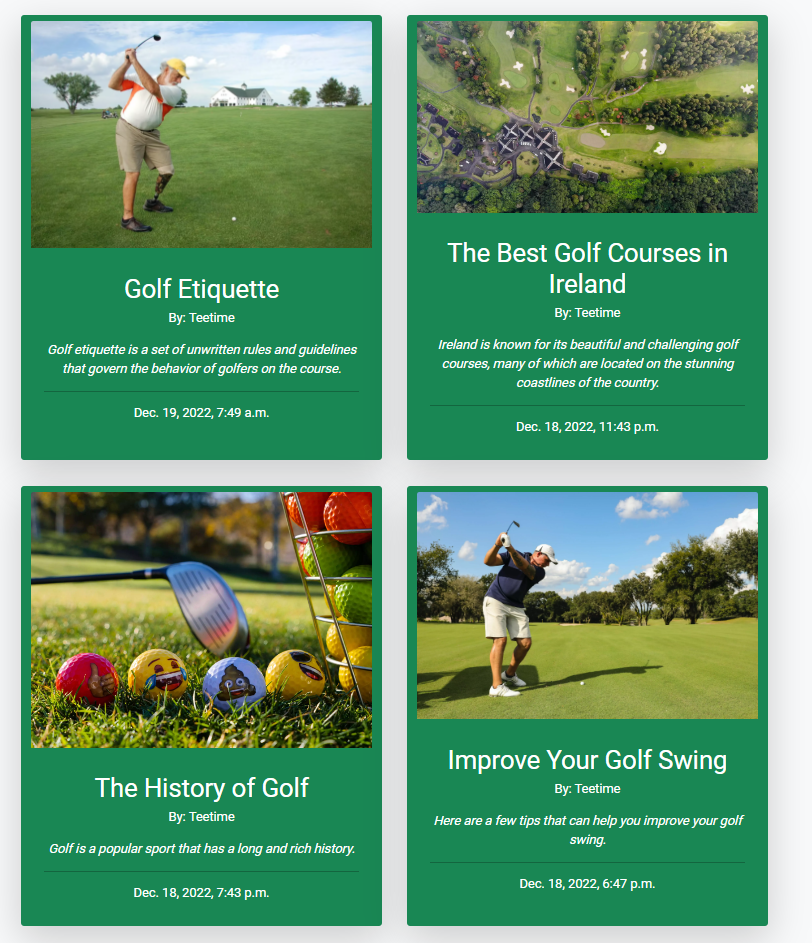 Golf Etiquette
By: Teetime
Golf etiquette is a set of unwritten rules and guidelines
that govern the behavior of golfers on the course.
Dec. 19, 2022, 7:49 a.m.
The Best Golf Courses in
Ireland
By: Teetime
Ireland is known for its beautiful and challenging golf
courses, many of which are located on the stunning
coastlines of the country.
Dec. 18, 2022, 11:43 p.m.
The History of Golf
By: Teetime
Golf is a popular sport that has a long and rich history.
Dec. 18, 2022, 7:43 p.m.
Improve Your Golf Swing
By: Teetime
Here are a few tips that can help you improve your golf
swing.
Dec. 18, 2022, 6:47 p.m.